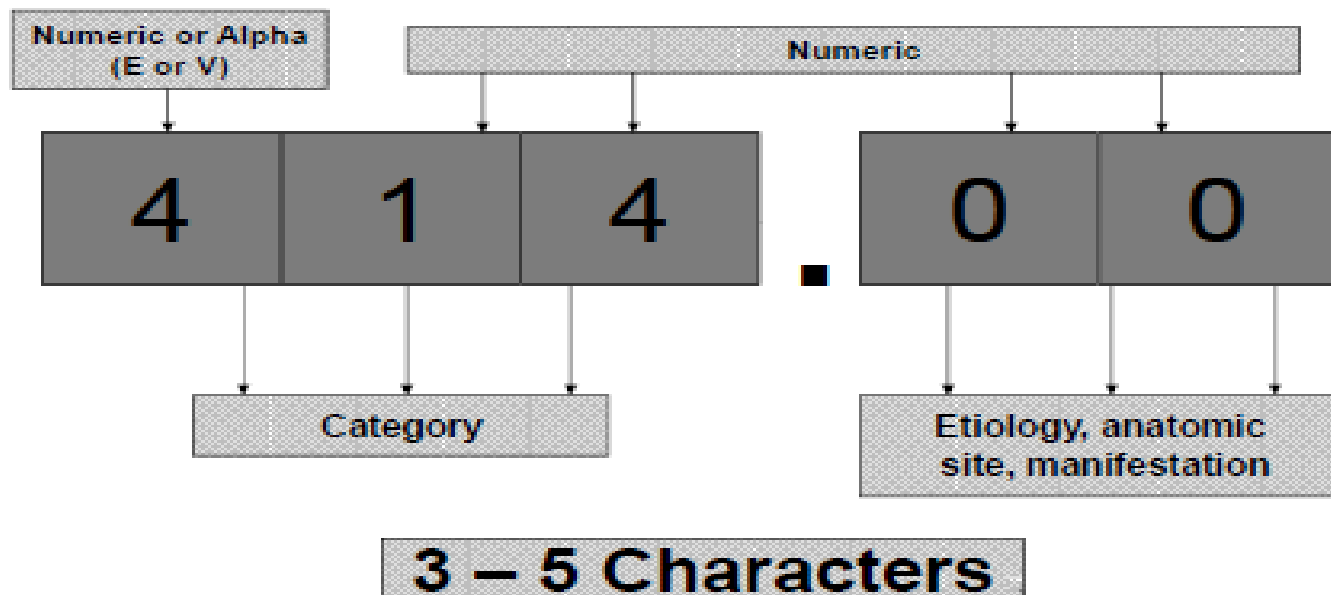 Numeric or Alpha
(E or V)
Numeric
4 1 4 . 0 0
Category
Etiology, anatomic
site, manifestation
3 – 5 Characters